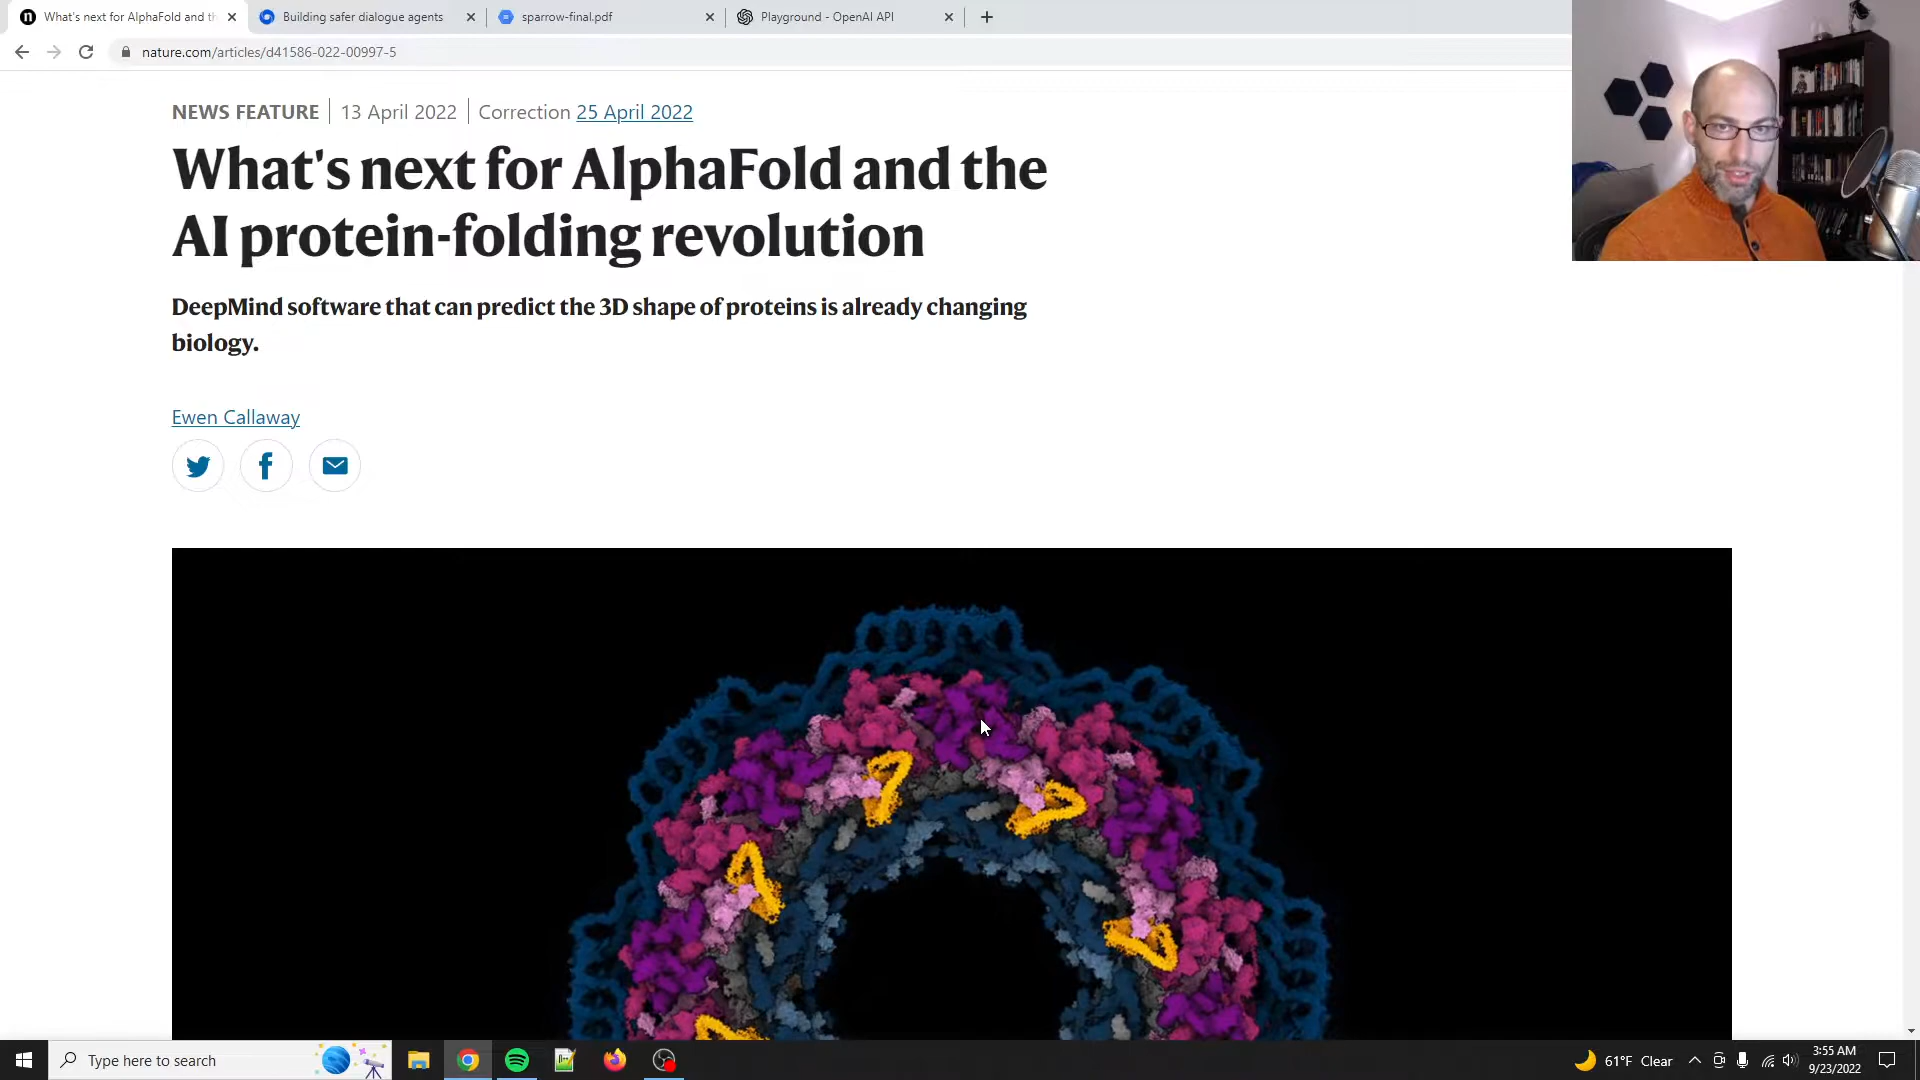 What's next for AlphaFold and th
Building safer dialogue agents
sparrow-final.pdf
Playground - OpenAI API
nature.com/articles/d41586-022-00997-5
NEWS FEATURE
13 April 2022
Correction 25 April 2022
What's next for AlphaFold and the
AI protein-folding revolution
DeepMind software that can predict the 3D shape of proteins is already changing
biology.
Ewen Callaway
Type here to search
61°F Clear
3:55 AM
9/23/2022